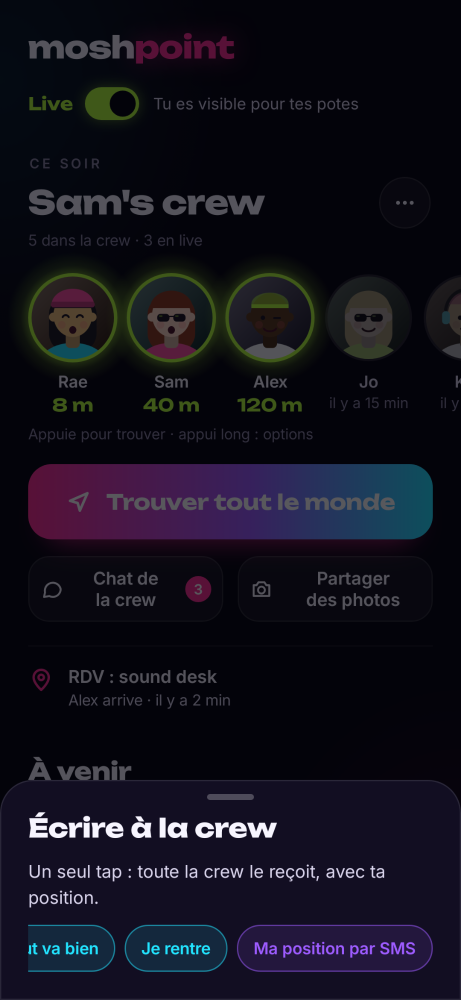 moshpoint
Live Tu es visible pour tes potes
CE SOIR
Sam's crew
5 dans la crew · 3 en live
Rae Sam Alex Jo
8 m 40 m 120 m il y a 15 min il y
Appuie pour trouver · appui long : options
Trouver tout le monde
Chat de
la crew 3
Partager
des photos
RDV : sound desk
Alex arrive · il y a 2 min
À venir
Écrire à la crew
Un seul tap : toute la crew le reçoit, avec ta
position.
ut va bien Je rentre Ma position par SMS